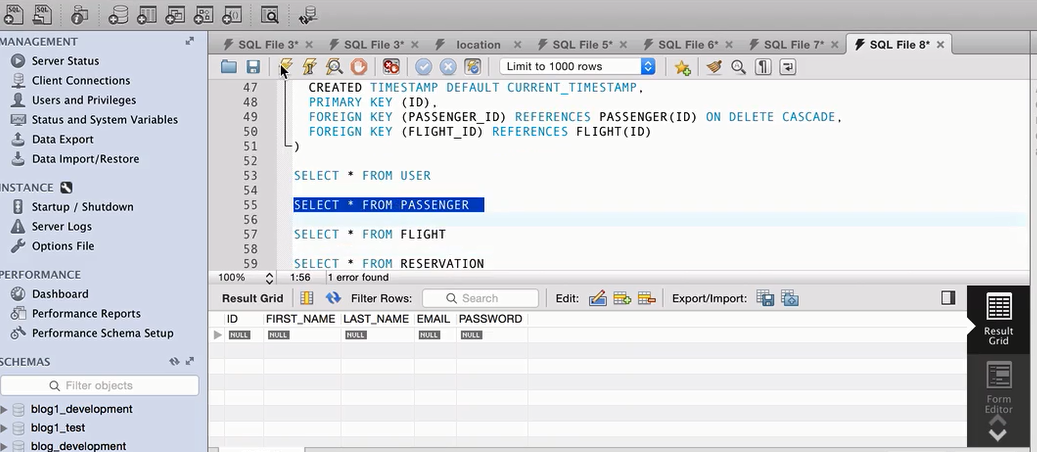 SQL File 3* SQL File 3* location SQL File 5* SQL File 6* SQL File 7* SQL File 8*
Limit to 1000 rows
MANAGEMENT
Server Status
Client Connections
Users and Privileges
Status and System Variables
Data Export
Data Import/Restore
INSTANCE
Startup / Shutdown
Server Logs
Options File
PERFORMANCE
Dashboard
Performance Reports
Performance Schema Setup
SCHEMAS
Filter objects
blog1_development
blog1_test
blog_development
47 CREATED TIMESTAMP DEFAULT CURRENT_TIMESTAMP,
48 PRIMARY KEY (ID),
49 FOREIGN KEY (PASSENGER_ID) REFERENCES PASSENGER(ID) ON DELETE CASCADE,
50 FOREIGN KEY (FLIGHT_ID) REFERENCES FLIGHT(ID)
51 )
52
53 SELECT * FROM USER
54
55 SELECT * FROM PASSENGER
56
57 SELECT * FROM FLIGHT
58
59 SELECT * FROM RESERVATION
100% 1:56 1 error found
Result Grid Filter Rows: Search Edit: Export/Import:
ID FIRST_NAME LAST_NAME EMAIL PASSWORD
NULL NULL NULL NULL NULL
Result
Grid
Form
Editor